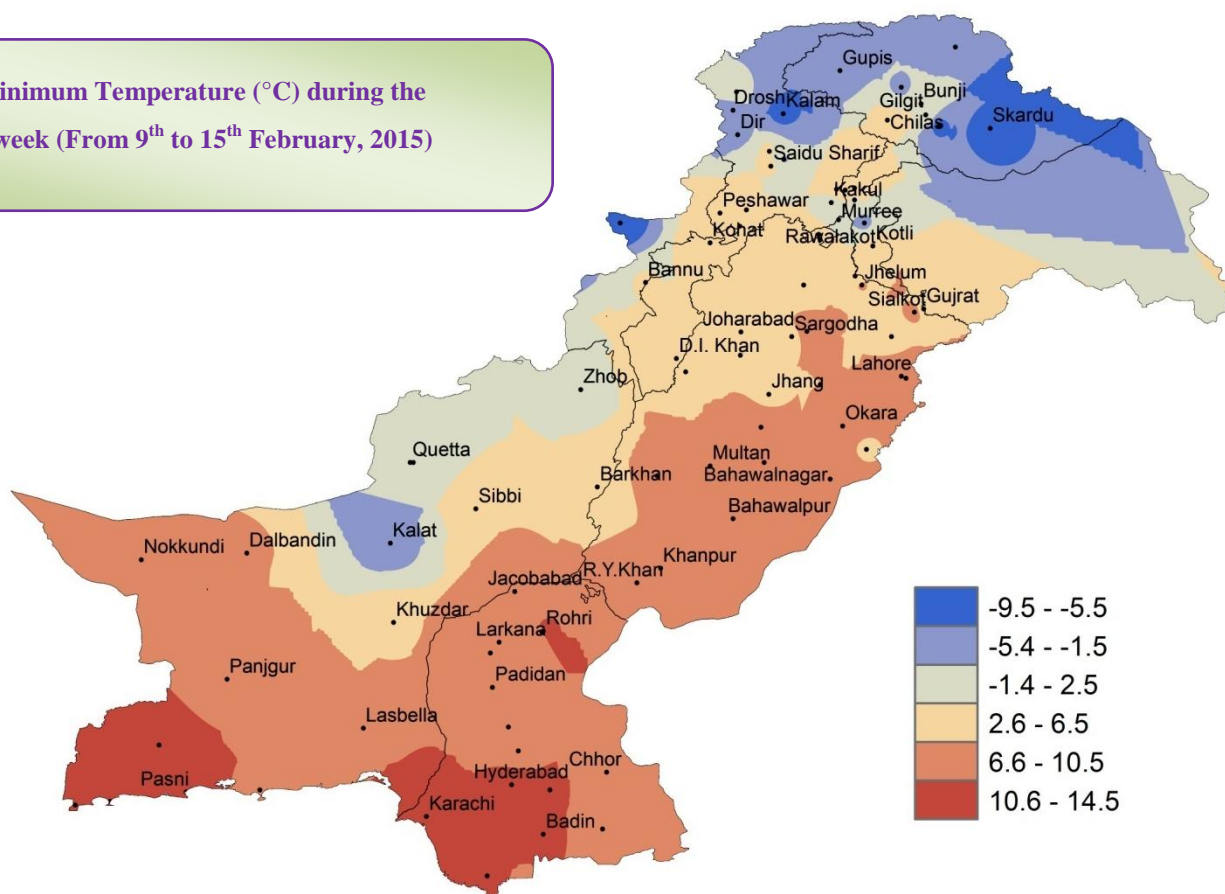 inimum Temperature (°C) during the
week (From 9th to 15th February, 2015)
Gupis
Drosh
Kalam
Gilgit
Bunji
Chilas
Skardu
Dir
Saidu Sharif
Kakul
Peshawar
Murree
Kohat
Rawalakot
Kotli
Bannu
Jhelum
Sialkot
Gujrat
Joharabad
Sargodha
D.I. Khan
Lahore
Zhob
Jhang
Okara
Quetta
Multan
Barkhan
Bahawalnagar
Sibbi
Bahawalpur
Kalat
Nokkundi
Dalbandin
Khanpur
R.Y.Khan
Jacobabad
Khuzdar
Rohri
Larkana
Panjgur
Padidan
Lasbella
Chhor
Pasni
Hyderabad
Karachi
Badin
-9.5 - -5.5
-5.4 - -1.5
-1.4 - 2.5
2.6 - 6.5
6.6 - 10.5
10.6 - 14.5